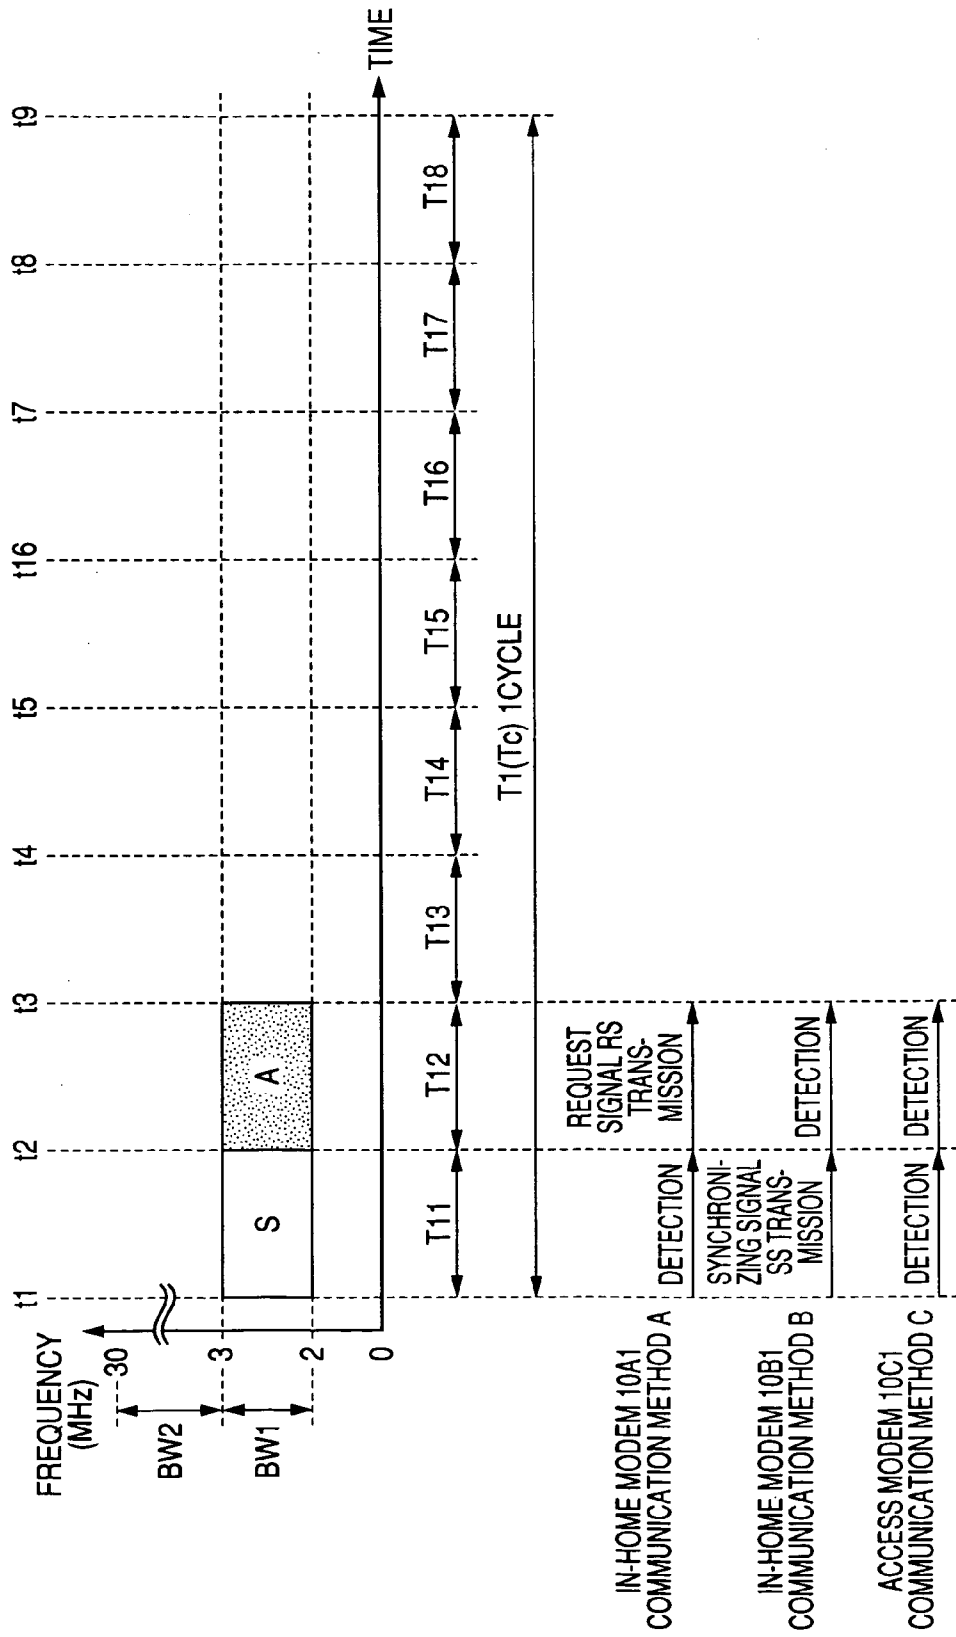 FREQUENCY
(MHz)
30
3
2
0
BW2
BW1
t1
t2
t3
t4
t5
t16
t7
t8
t9
S
A
TIME
T11
T12
T13
T14
T15
T16
T17
T18
T1(Tc) 1CYCLE
IN-HOME MODEM 10A1
COMMUNICATION METHOD A
DETECTION
REQUEST
SIGNAL RS
TRANS-
MISSION
IN-HOME MODEM 10B1
COMMUNICATION METHOD B
SYNCHRONI-
ZING SIGNAL
SS TRANS-
MISSION
DETECTION
ACCESS MODEM 10C1
COMMUNICATION METHOD C
DETECTION
DETECTION